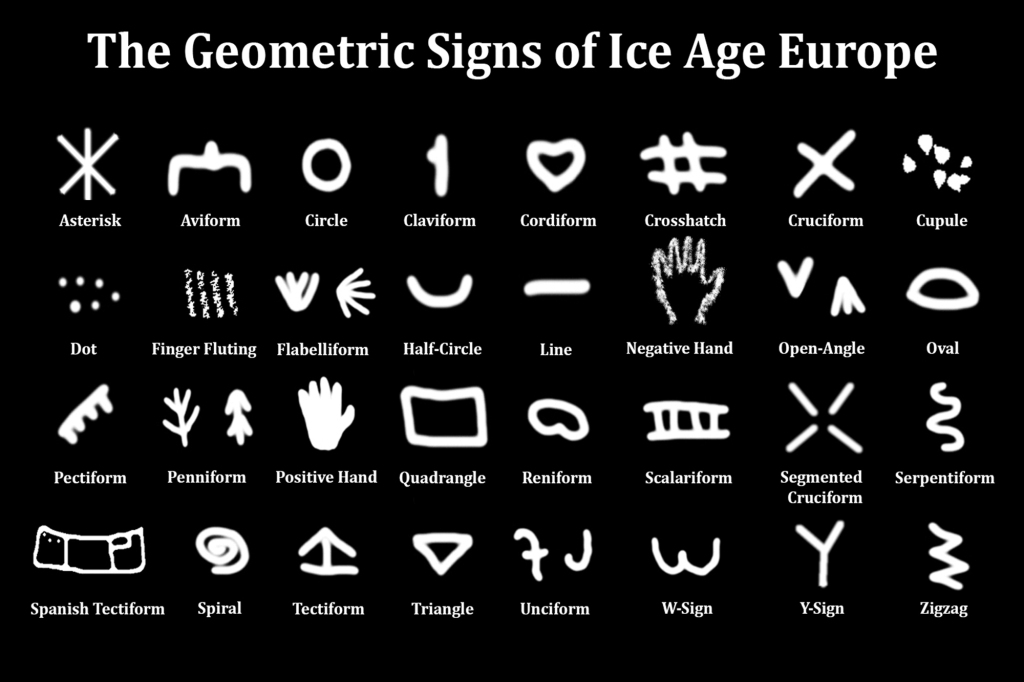 The Geometric Signs of Ice Age Europe
Asterisk Aviform Circle Claviform Cordiform Crosshatch Cruciform Cupule
Dot Finger Fluting Flabelliform Half-Circle Line Negative Hand Open-Angle Oval
Pectiform Penniform Positive Hand Quadrangle Reniform Scalariform Segmented Cruciform Serpentiform
Spanish Tectiform Spiral Tectiform Triangle Unciform W-Sign Y-Sign Zigzag